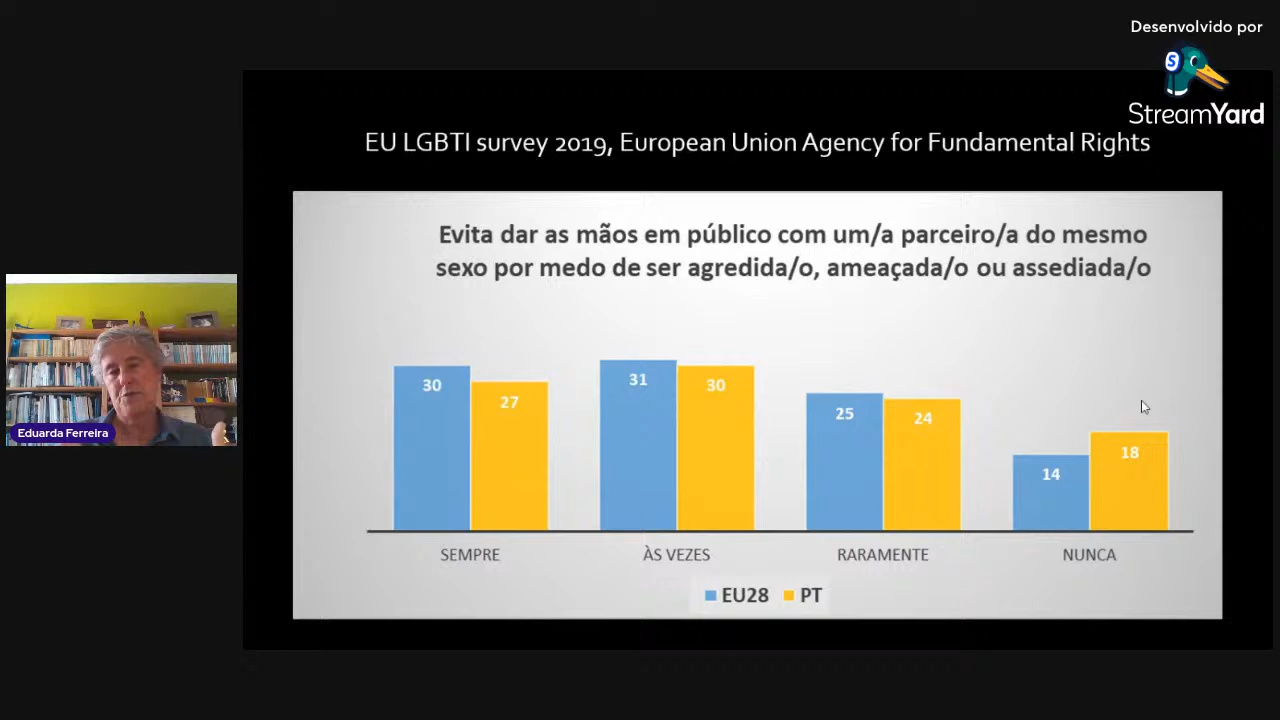 Desenvolvido por
StreamYard
EU LGBTI survey 2019, European Union Agency for Fundamental Rights
Evita dar as mãos em público com um/a parceiro/a do mesmo
sexo por medo de ser agredida/o, ameaçada/o ou assediada/o
30
27
31
30
25
24
14
18
SEMPRE
ÀS VEZES
RARAMENTE
NUNCA
EU28
PT
Eduarda Ferreira